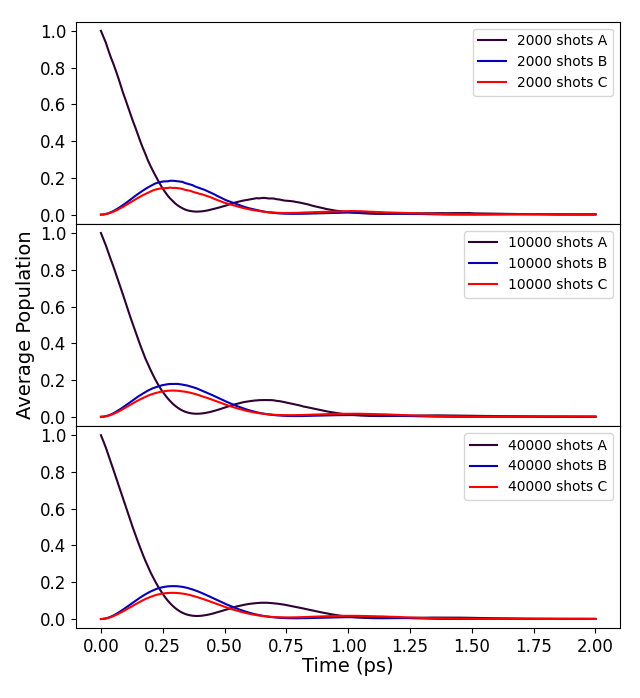 1.0
0.8
0.6
0.4
0.2
0.0
2000 shots A
2000 shots B
2000 shots C
1.0
0.8
0.6
0.4
0.2
0.0
10000 shots A
10000 shots B
10000 shots C
Average Population
1.0
0.8
0.6
0.4
0.2
0.0
40000 shots A
40000 shots B
40000 shots C
0.00 0.25 0.50 0.75 1.00 1.25 1.50 1.75 2.00
Time (ps)